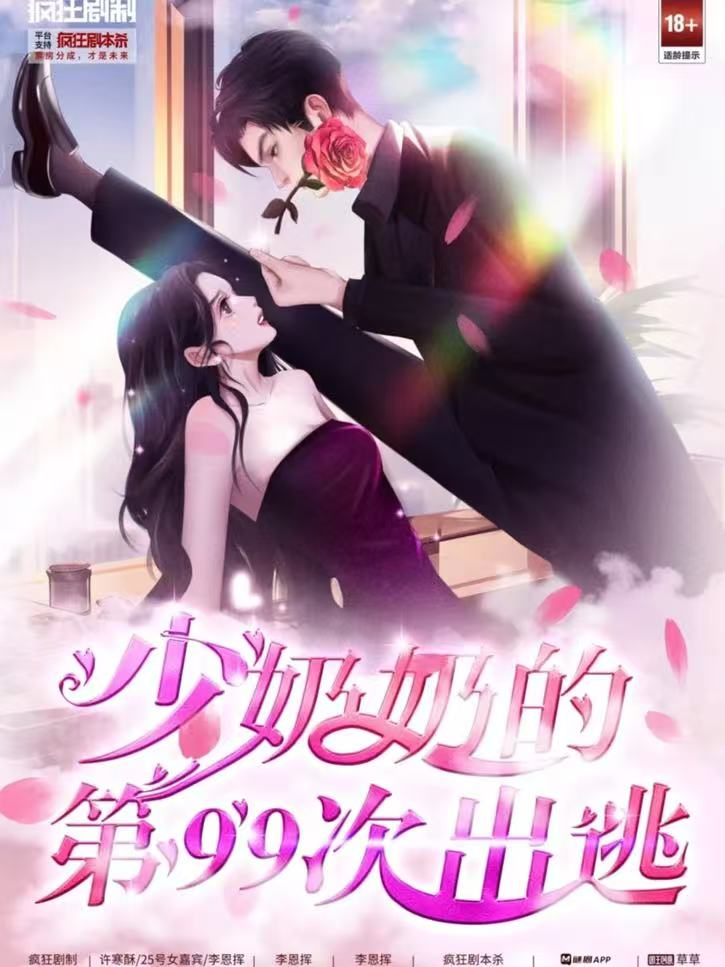 疯狂剧制
平台支持 疯狂剧本杀
票房分成，才是未来
18+
适龄提示
少奶奶的
第99次出逃
疯狂剧制 | 许寒酥/25号女嘉宾/李恩挥 | 李恩挥 | 李恩挥 | 疯狂剧本杀 | 谜圈APP | 草草